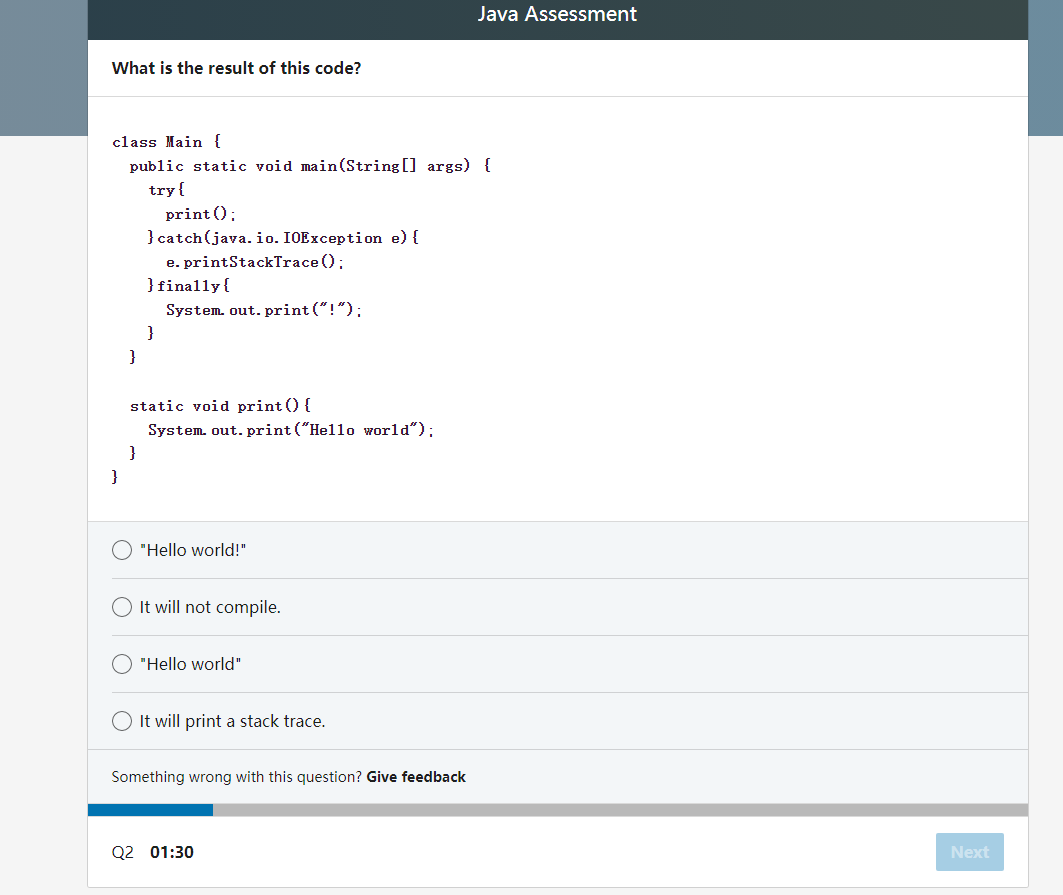 Java Assessment
What is the result of this code?
class Main {
  public static void main(String[] args) {
    try{
      print();
    }catch(java.io.IOException e){
      e.printStackTrace();
    }finally{
      System.out.print("!");
    }
  }

  static void print(){
    System.out.print("Hello world");
  }
}
"Hello world!"
It will not compile.
"Hello world"
It will print a stack trace.
Something wrong with this question? Give feedback
Q2 01:30
Next